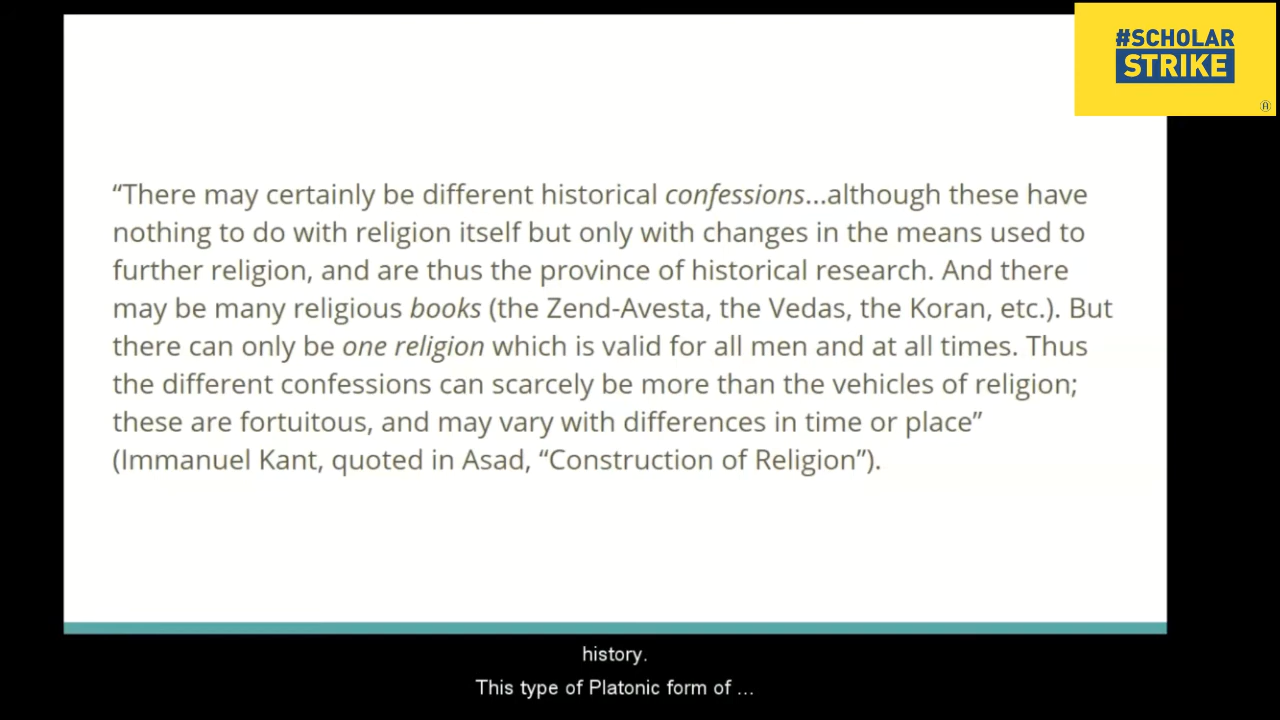 #SCHOLAR
STRIKE
“There may certainly be different historical confessions...although these have
nothing to do with religion itself but only with changes in the means used to
further religion, and are thus the province of historical research. And there
may be many religious books (the Zend-Avesta, the Vedas, the Koran, etc.). But
there can only be one religion which is valid for all men and at all times. Thus
the different confessions can scarcely be more than the vehicles of religion;
these are fortuitous, and may vary with differences in time or place”
(Immanuel Kant, quoted in Asad, “Construction of Religion”).
history.
This type of Platonic form of ...